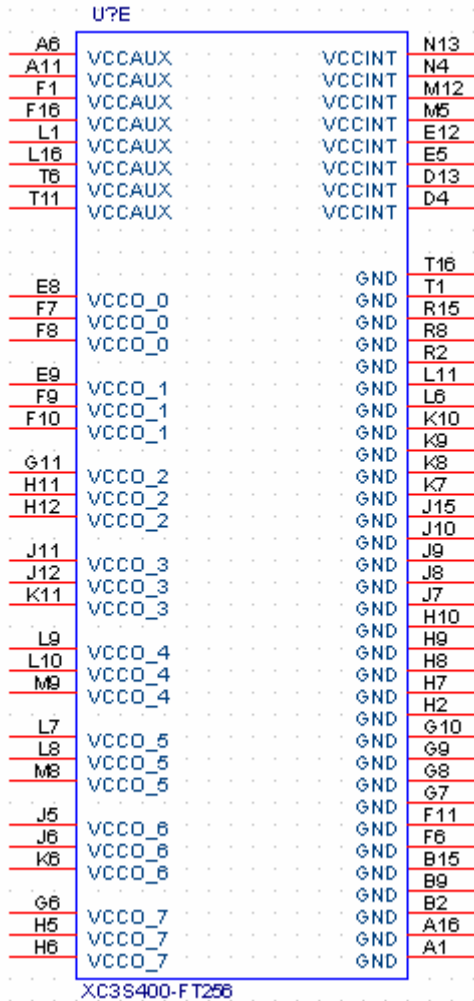 U?E
A6 VCCAUX VCCINT N13
A11 VCCAUX VCCINT N4
F1 VCCAUX VCCINT M12
F16 VCCAUX VCCINT M5
L1 VCCAUX VCCINT E12
L16 VCCAUX VCCINT E5
T6 VCCAUX VCCINT D13
T11 VCCAUX VCCINT D4
GND T16
E8 VCCO_0 GND T1
F7 VCCO_0 GND R15
F8 VCCO_0 GND R8
GND R2
E9 VCCO_1 GND L11
F9 VCCO_1 GND L6
F10 VCCO_1 GND K10
GND K9
G11 VCCO_2 GND K8
H11 VCCO_2 GND K7
H12 VCCO_2 GND J15
GND J10
J11 VCCO_3 GND J9
J12 VCCO_3 GND J8
K11 VCCO_3 GND J7
GND H10
L9 VCCO_4 GND H9
L10 VCCO_4 GND H8
M9 VCCO_4 GND H7
GND H2
L7 VCCO_5 GND G10
L8 VCCO_5 GND G9
M8 VCCO_5 GND G8
GND G7
J5 VCCO_6 GND F11
J6 VCCO_6 GND F6
K6 VCCO_6 GND B15
GND B9
G6 VCCO_7 GND B2
H5 VCCO_7 GND A16
H6 VCCO_7 GND A1
XC3S400-FT256